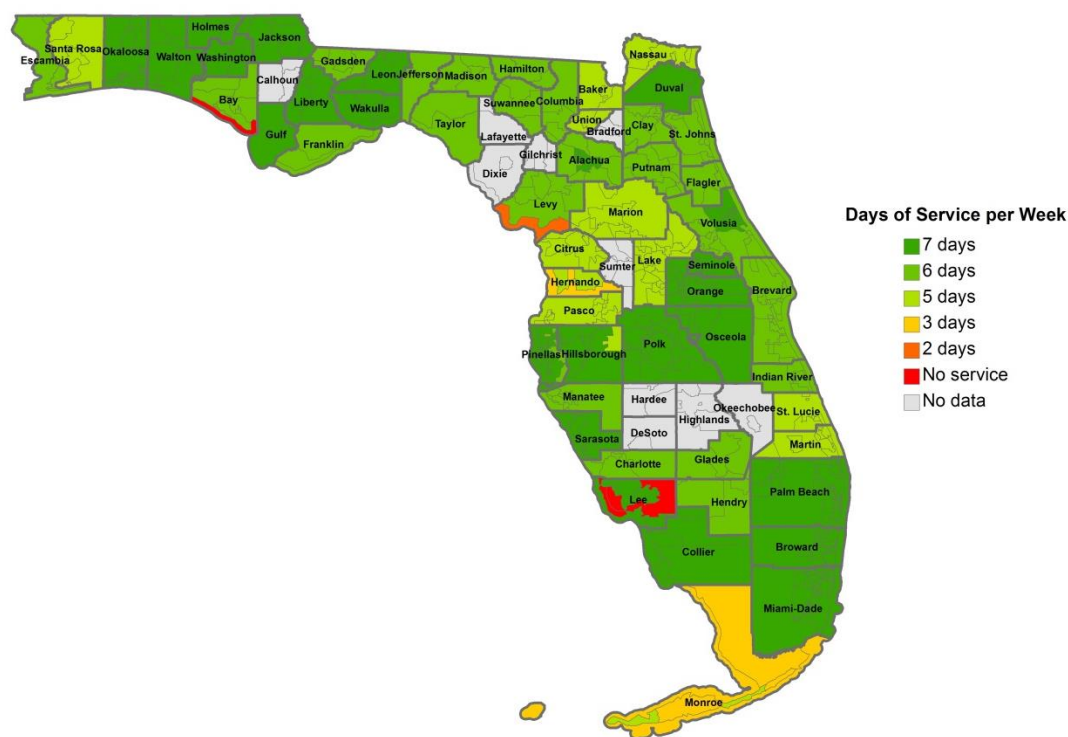 Holmes
Jackson
Santa Rosa
Okaloosa
Walton
Washington
Escambia
Calhoun
Bay
Liberty
Gulf
Franklin
Gadsden
Leon
Jefferson
Madison
Hamilton
Wakulla
Taylor
Suwannee
Columbia
Lafayette
Nassau
Baker
Duval
Union
Bradford
Clay
St. Johns
Gilchrist
Dixie
Alachua
Putnam
Flagler
Levy
Marion
Volusia
Citrus
Sumter
Lake
Seminole
Orange
Hernando
Brevard
Pasco
Pinellas
Hillsborough
Polk
Osceola
Indian River
Manatee
Hardee
Okeechobee
Highlands
St. Lucie
DeSoto
Sarasota
Martin
Charlotte
Glades
Lee
Hendry
Palm Beach
Collier
Broward
Miami-Dade
Monroe
Days of Service per Week
7 days
6 days
5 days
3 days
2 days
No service
No data